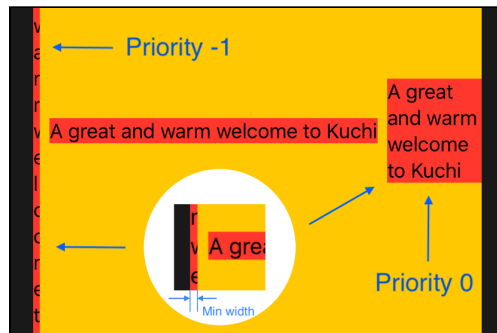 v
a
r
r
w
e
l
c
o
r
e
t
Priority -1
A great and warm welcome to Kuchi
A great
and warm
welcome
to Kuchi
r
v
e
A grea
Min width
Priority 0